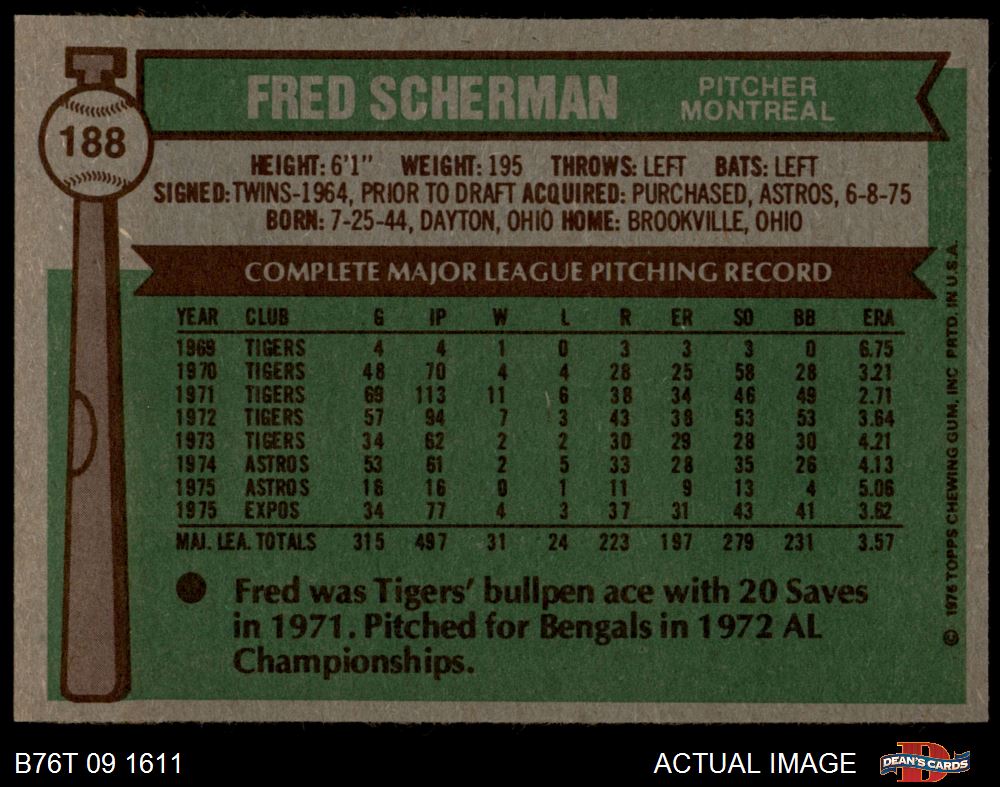 188
FRED SCHERMAN
PITCHER
MONTREAL
HEIGHT: 6'1" WEIGHT: 195 THROWS: LEFT BATS: LEFT
SIGNED: TWINS-1964, PRIOR TO DRAFT ACQUIRED: PURCHASED, ASTROS, 6-8-75
BORN: 7-25-44, DAYTON, OHIO HOME: BROOKVILLE, OHIO
COMPLETE MAJOR LEAGUE PITCHING RECORD
YEAR CLUB G IP W L R ER SO BB ERA
1969 TIGERS 4 4 1 0 3 3 3 0 6.75
1970 TIGERS 48 70 4 4 28 25 58 28 3.21
1971 TIGERS 69 113 11 6 38 34 46 49 2.71
1972 TIGERS 57 94 7 3 43 38 53 53 3.64
1973 TIGERS 34 62 2 2 30 29 28 30 4.21
1974 ASTROS 53 61 2 5 33 28 35 26 4.13
1975 ASTROS 16 16 0 1 11 9 13 4 5.06
1975 EXPOS 34 77 4 3 37 31 43 41 3.62
MAJ. LEA. TOTALS 315 497 31 24 223 197 279 231 3.57
Fred was Tigers' bullpen ace with 20 Saves
in 1971. Pitched for Bengals in 1972 AL
Championships.
© 1976 TOPPS CHEWING GUM, INC PRTD. IN U.S.A.
B76T 09 1611
ACTUAL IMAGE
DEAN'S CARDS